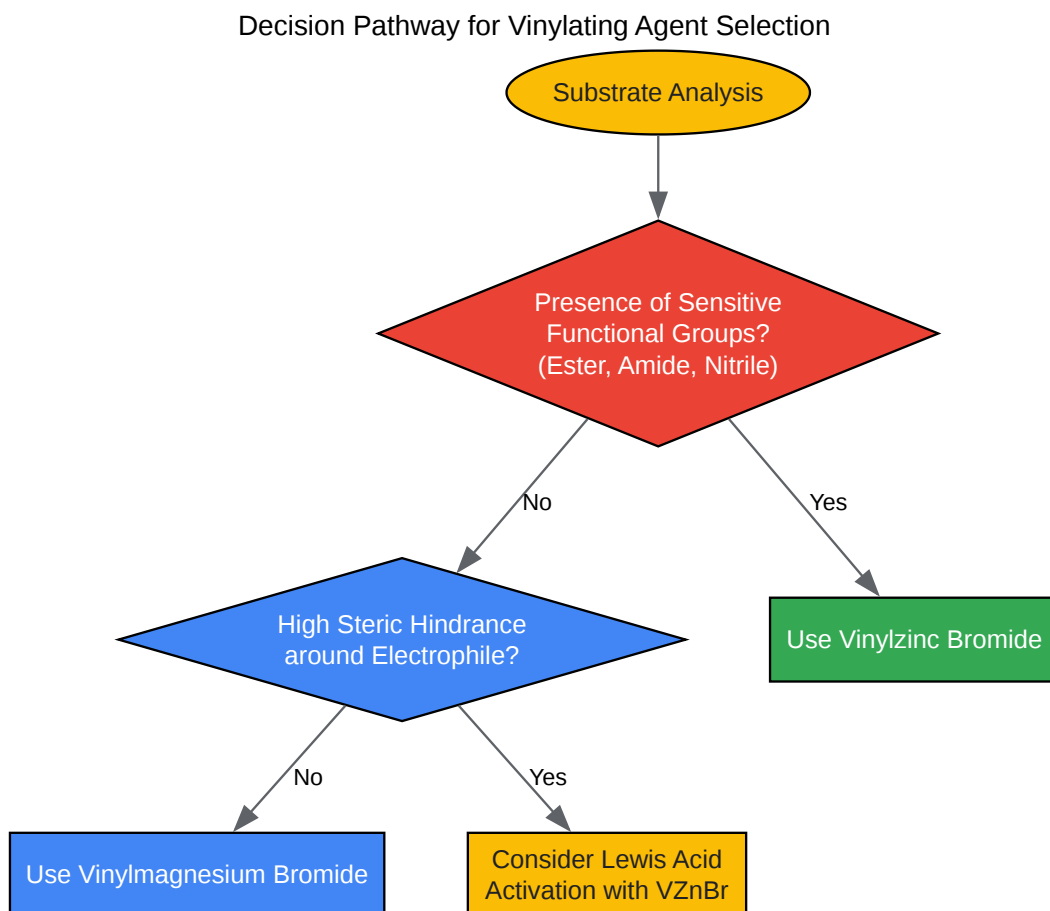 Decision Pathway for Vinylating Agent Selection
Substrate Analysis
Presence of Sensitive
Functional Groups?
(Ester, Amide, Nitrile)
No
Yes
High Steric Hindrance
around Electrophile?
Use Vinylzinc Bromide
No
Yes
Use Vinylmagnesium Bromide
Consider Lewis Acid
Activation with VZnBr